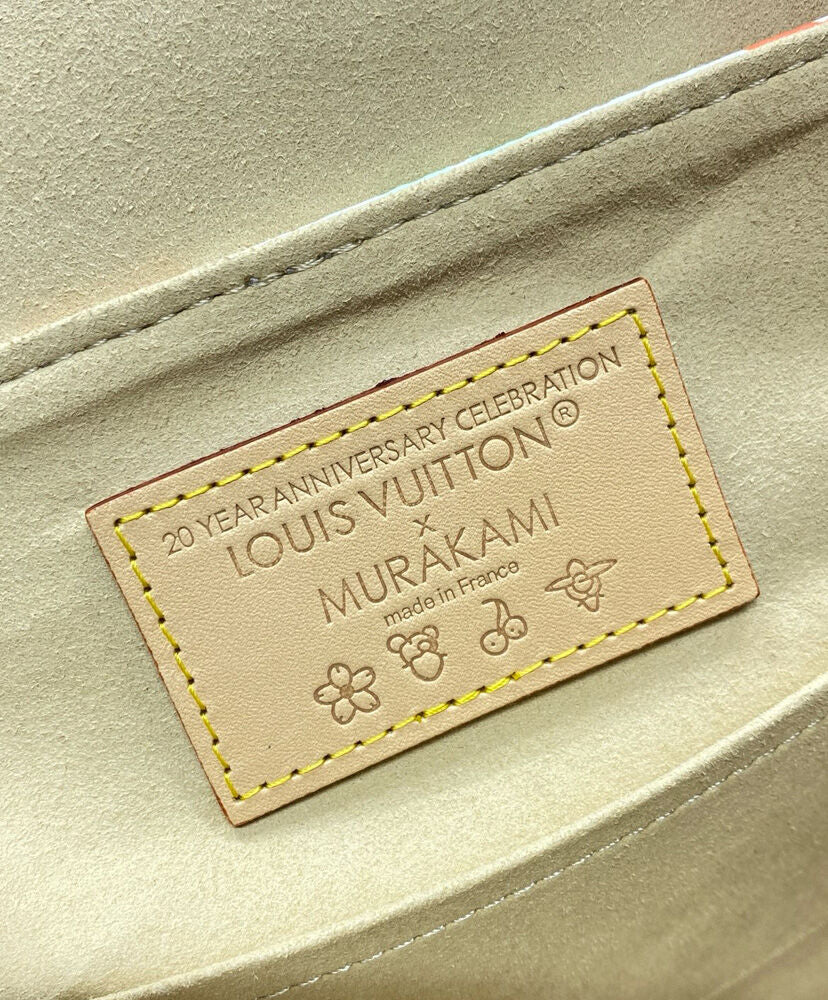 20 YEAR ANNIVERSARY CELEBRATION
LOUIS VUITTON®
x
MURAKAMI
made in France